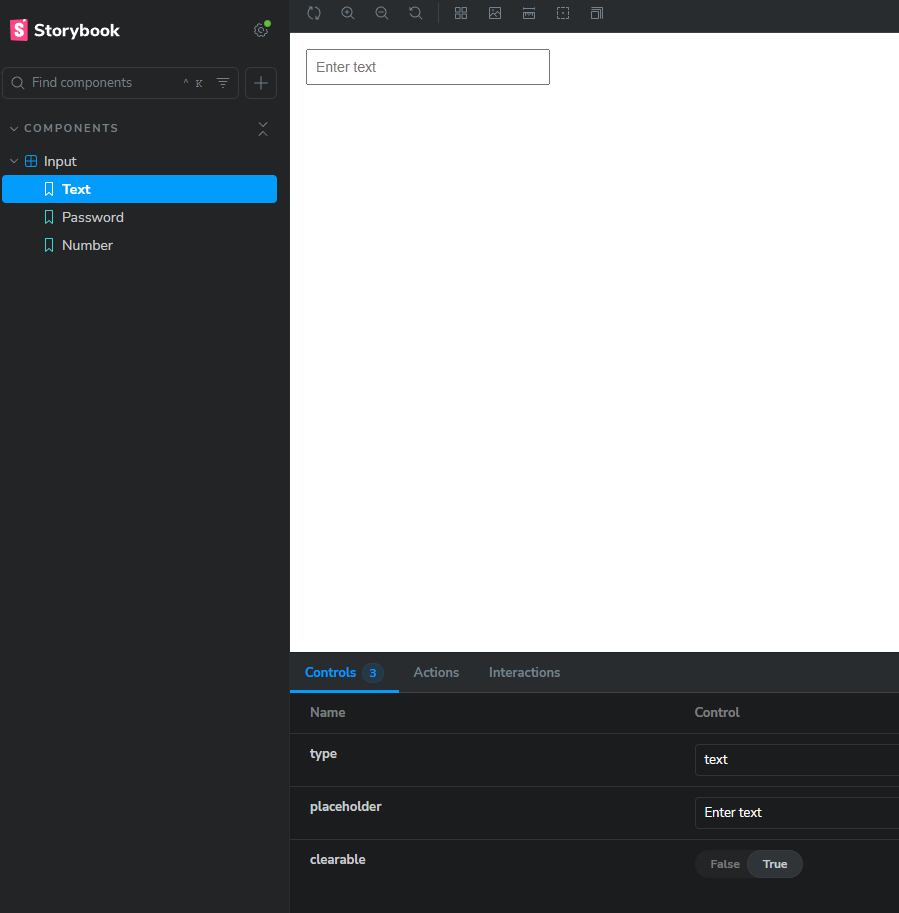 Storybook
Find components
^ K
COMPONENTS
Input
Text
Password
Number
Enter text
Controls 3 Actions Interactions
Name Control
type text
placeholder Enter text
clearable False True